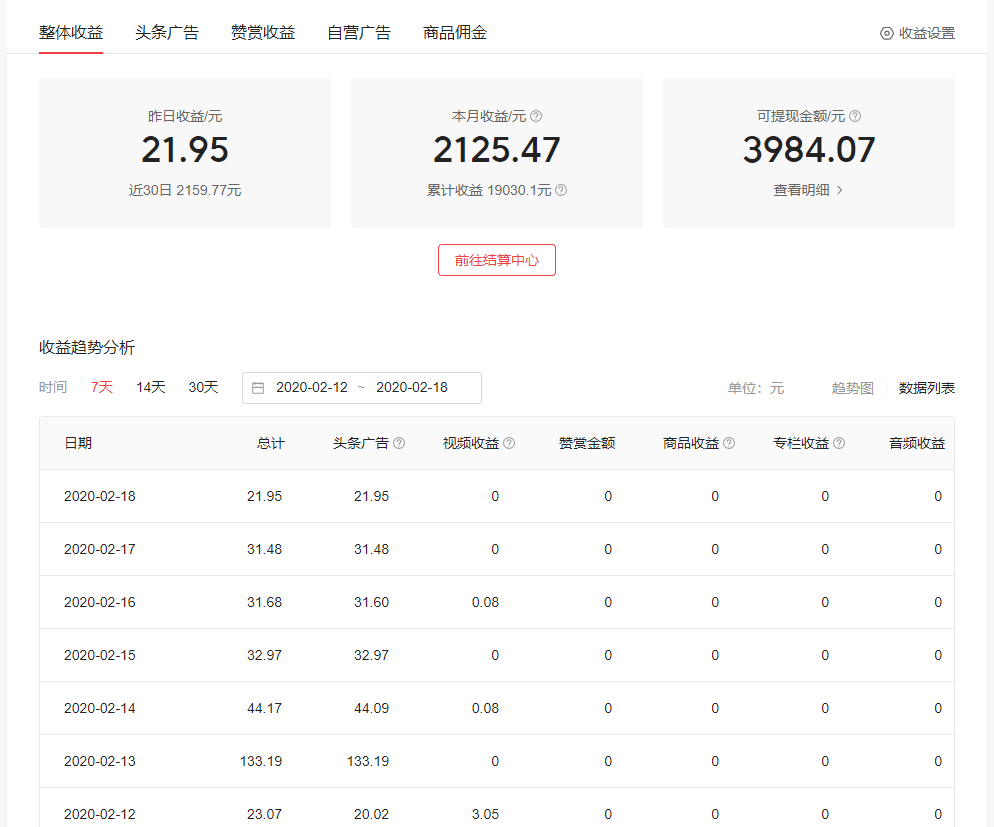 整体收益 头条广告 赞赏收益 自营广告 商品佣金 收益设置
昨日收益/元 本月收益/元 可提现金额/元
21.95 2125.47 3984.07
近30日 2159.77元 累计收益 19030.1元 查看明细
前往结算中心
收益趋势分析
时间 7天 14天 30天 2020-02-12 ~ 2020-02-18 单位：元 趋势图 数据列表
日期 总计 头条广告 视频收益 赞赏金额 商品收益 专栏收益 音频收益
2020-02-18 21.95 21.95 0 0 0 0 0
2020-02-17 31.48 31.48 0 0 0 0 0
2020-02-16 31.68 31.60 0.08 0 0 0 0
2020-02-15 32.97 32.97 0 0 0 0 0
2020-02-14 44.17 44.09 0.08 0 0 0 0
2020-02-13 133.19 133.19 0 0 0 0 0
2020-02-12 23.07 20.02 3.05 0 0 0 0